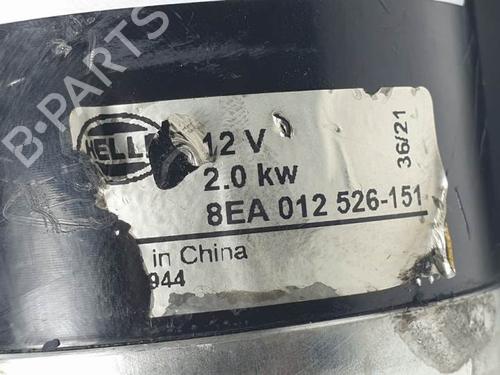 B-PARTS
HELL
12 V
2.0 kw
36/21
8EA 012 526-151
in China
944